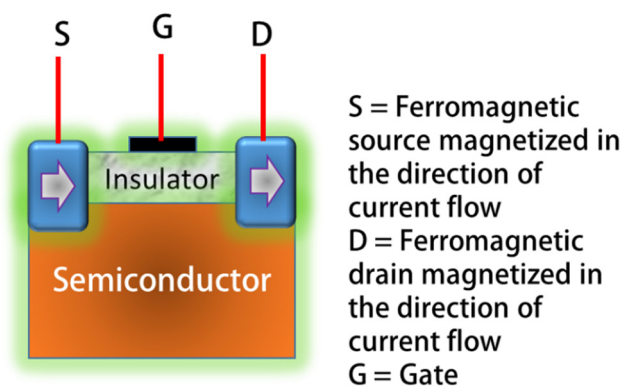 S G D
Insulator
Semiconductor
S = Ferromagnetic
source magnetized in
the direction of
current flow
D = Ferromagnetic
drain magnetized in
the direction of
current flow
G = Gate